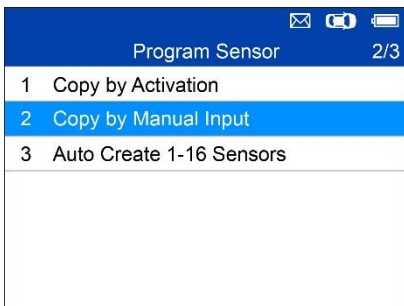 Program Sensor 2/3
1 Copy by Activation
2 Copy by Manual Input
3 Auto Create 1-16 Sensors